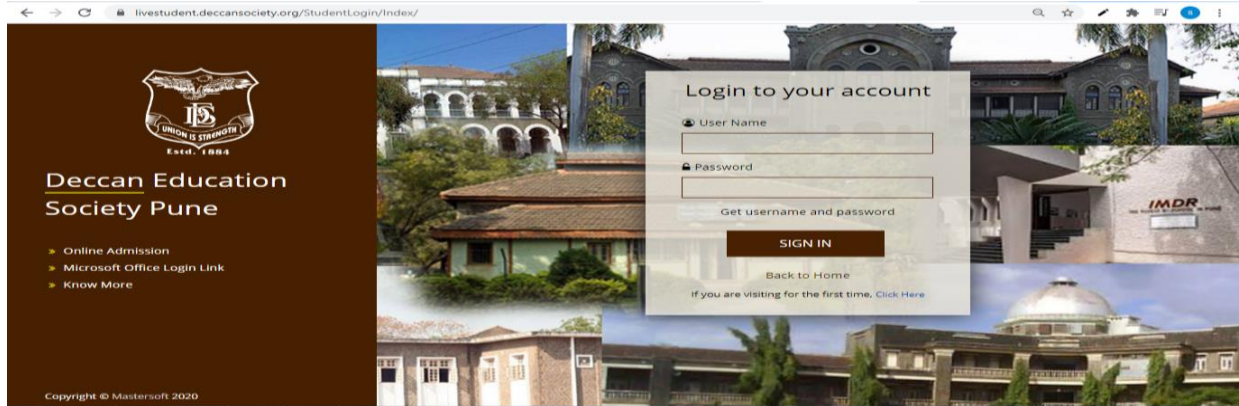 livestudent.deccansociety.org/StudentLogin/Index/
UNION IS STRENGTH
Estd. 1884
Deccan Education
Society Pune
» Online Admission
» Microsoft Office Login Link
» Know More
Copyright © Mastersoft 2020
Login to your account
User Name
Password
Get username and password
SIGN IN
Back to Home
If you are visiting for the first time, Click Here
IMDR